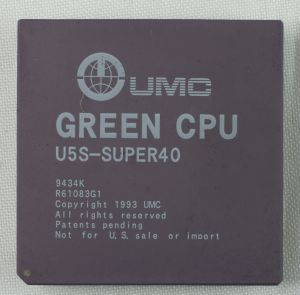 UMC
GREEN CPU
U5S-SUPER40
9434K
R61083G1
Copyright 1993 UMC
All rights reserved
Patents pending
Not for U.S. sale or import